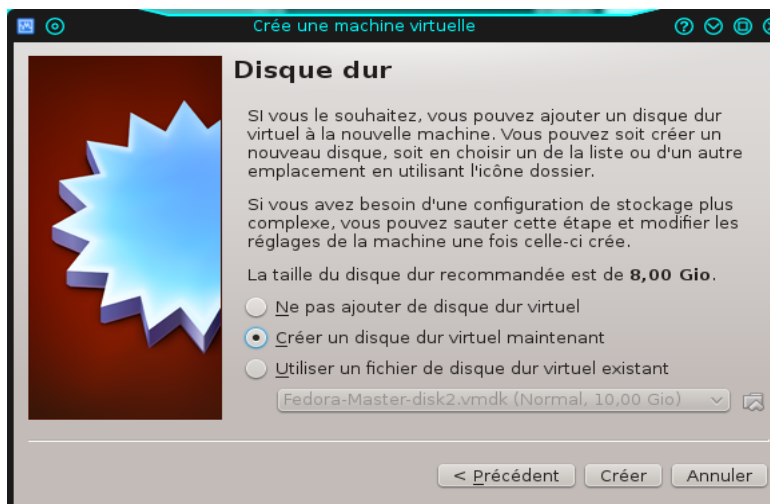 Crée une machine virtuelle
Disque dur
SI vous le souhaitez, vous pouvez ajouter un disque dur
virtuel à la nouvelle machine. Vous pouvez soit créer un
nouveau disque, soit en choisir un de la liste ou d'un autre
emplacement en utilisant l'icône dossier.
Si vous avez besoin d'une configuration de stockage plus
complexe, vous pouvez sauter cette étape et modifier les
réglages de la machine une fois celle-ci crée.
La taille du disque dur recommandée est de 8,00 Gio.
Ne pas ajouter de disque dur virtuel
Créer un disque dur virtuel maintenant
Utiliser un fichier de disque dur virtuel existant
Fedora-Master-disk2.vmdk (Normal, 10,00 Gio)
< Précédent
Créer
Annuler